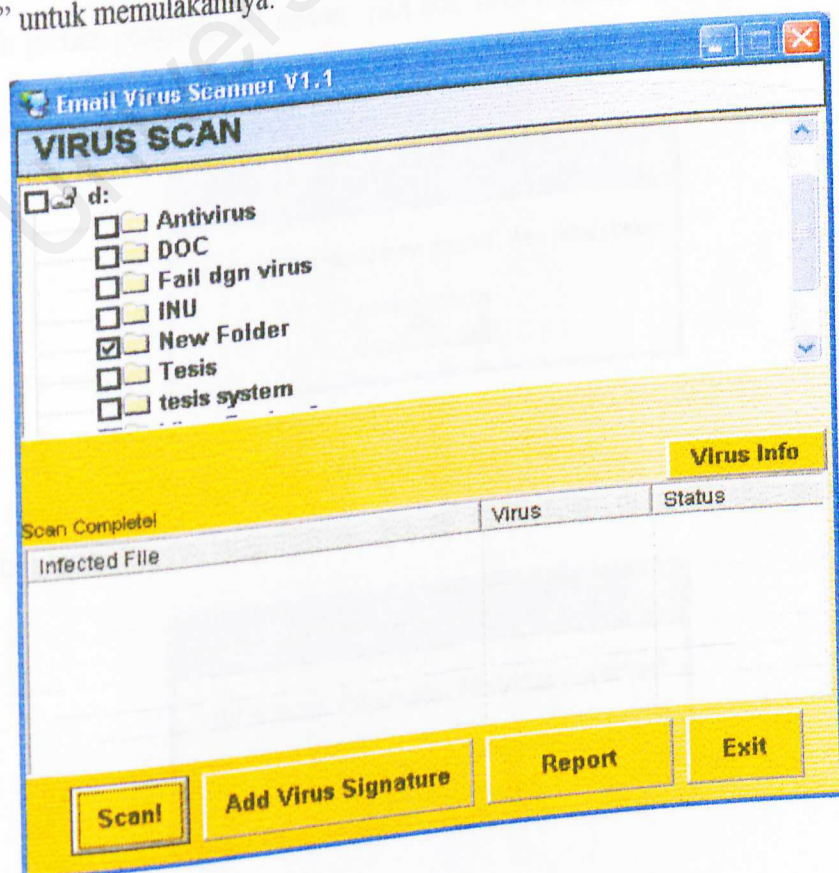 ” untuk memulakannya.
Email Virus Scanner V1.1
VIRUS SCAN
d:
Antivirus
DOC
Fail dgn virus
INU
New Folder
Tesis
tesis system
Virus Info
Scan Complete!
Infected File Virus Status
Scan! Add Virus Signature Report Exit